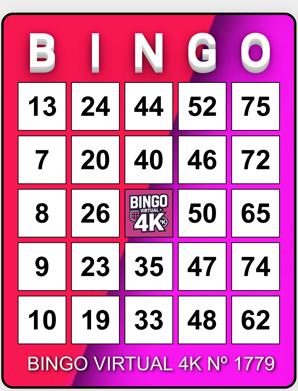 B I N G O
13 24 44 52 75
7 20 40 46 72
8 26 BINGO VIRTUAL 4K 50 65
9 23 35 47 74
10 19 33 48 62
BINGO VIRTUAL 4K Nº 1779